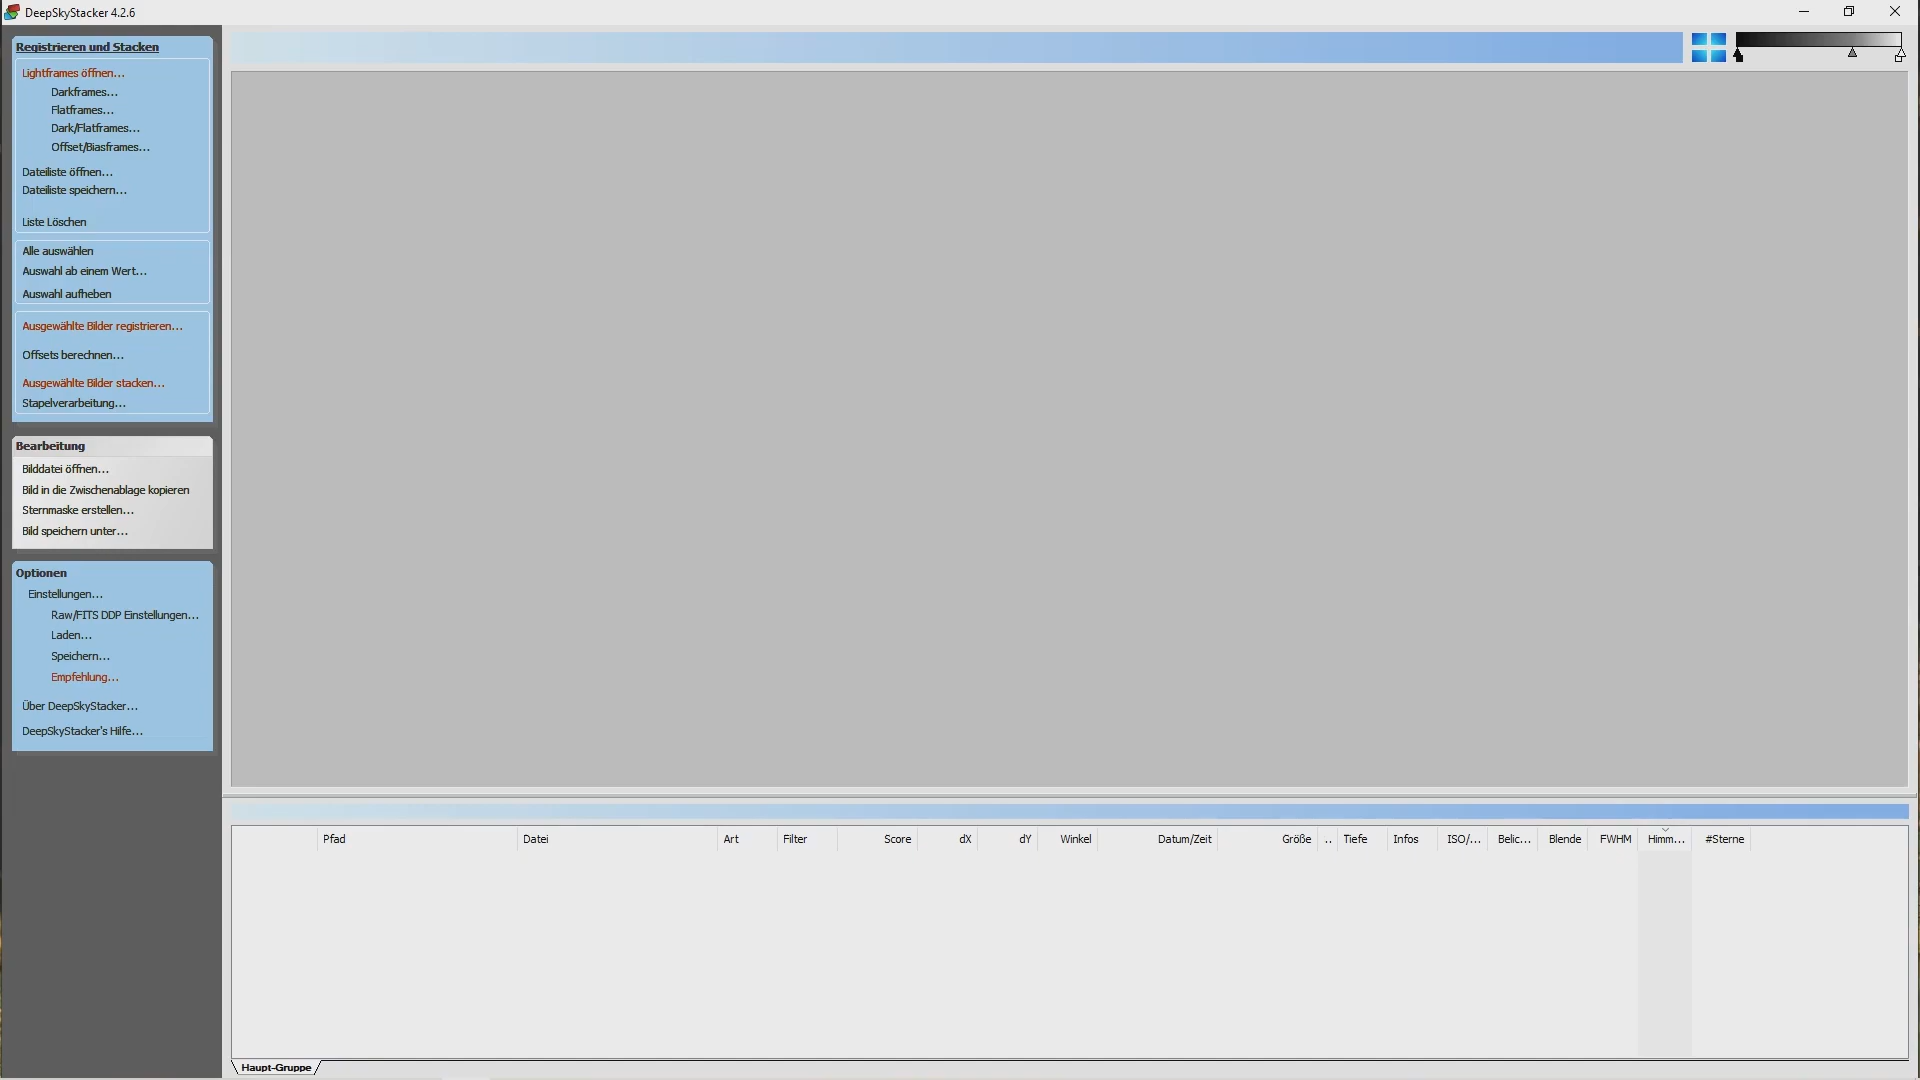 DeepSkyStacker 4.2.6
Registrieren und Stacken
Lightframes öffnen...
Darkframes...
Flatframes...
Dark/Flatframes...
Offset/Biasframes...
Dateiliste öffnen...
Dateiliste speichern...
Liste Löschen
Alle auswählen
Auswahl ab einem Wert...
Auswahl aufheben
Ausgewählte Bilder registrieren...
Offsets berechnen...
Ausgewählte Bilder stacken...
Stapelverarbeitung...
Bearbeitung
Bilddatei öffnen...
Bild in die Zwischenablage kopieren
Sternmaske erstellen...
Bild speichern unter...
Optionen
Einstellungen...
Raw/FITS DDP Einstellungen...
Laden...
Speichern...
Empfehlung...
Über DeepSkyStacker...
DeepSkyStacker's Hilfe...
Pfad Datei Art Filter Score dX dY Winkel Datum/Zeit Größe .. Tiefe Infos ISO/... Belic... Blende FWHM Himm... #Sterne
Haupt-Gruppe